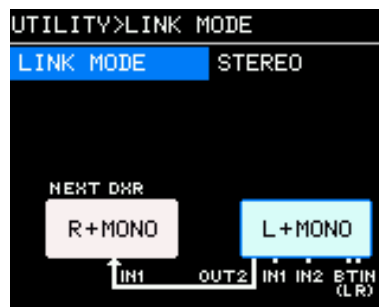 UTILITY>LINK MODE
LINK MODE STEREO
NEXT DXR
R+MONO L+MONO
IN1 OUT2 IN1 IN2 BTIN
(LR)